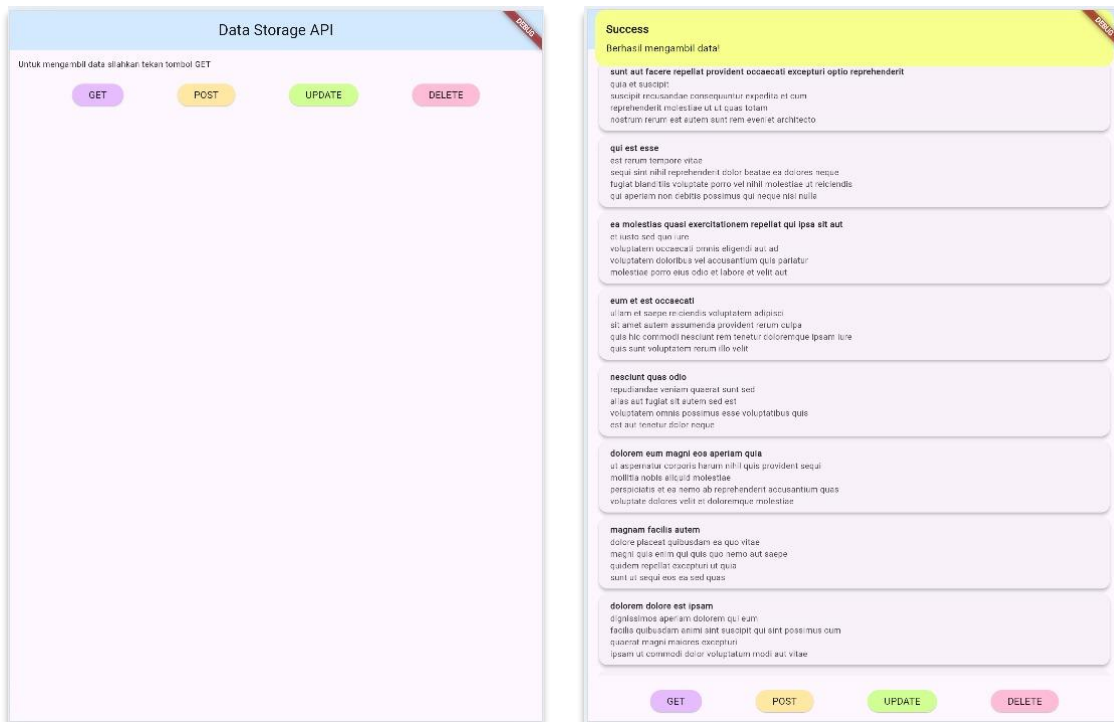 Data Storage API
DEBUG
Untuk mengambil data silahkan tekan tombol GET
GET
POST
UPDATE
DELETE
Success
DEBUG
Berhasil mengambil data!
sunt aut facere repellat provident occaecati excepturi optio reprehenderit
quia et suscipit
suscipit recusandae consequuntur expedita et cum
reprehenderit molestiae ut ut quas totam
nostrum rerum est autem sunt rem eveniet architecto
qui est esse
est rerum tempore vitae
sequi sint nihil reprehenderit dolor beatae ea dolores neque
fugiat blanditiis voluptate porro vel nihil molestiae ut reiciendis
qui aperiam non debitis possimus qui neque nisi nulla
ea molestias quasi exercitationem repellat qui ipsa sit aut
et iusto sed quo iure
voluptatem occaecati omnis eligendi aut ad
voluptatem doloribus vel accusantium quis pariatur
molestiae porro eius odio et labore et velit aut
eum et est occaecati
ullam et saepe reiciendis voluptatem adipisci
sit amet autem assumenda provident rerum culpa
quis hic commodi nesciunt rem tenetur doloremque ipsam iure
quis sunt voluptatem rerum illo velit
nesciunt quas odio
repudiandae veniam quaerat sunt sed
alias aut fugiat sit autem sed est
voluptatem omnis possimus esse voluptatibus quis
est aut tenetur dolor neque
dolorem eum magni eos aperiam quia
ut aspernatur corporis harum nihil quis provident sequi
mollitia nobis aliquid molestiae
perspiciatis et ea nemo ab reprehenderit accusantium quas
voluptate dolores velit et doloremque molestiae
magnam facilis autem
dolore placeat quibusdam ea quo vitae
magni quis enim qui quis quo nemo aut saepe
quidem repellat excepturi ut quia
sunt ut sequi eos ea sed quas
dolorem dolore est ipsam
dignissimos aperiam dolorem qui eum
facilis quibusdam animi sint suscipit qui sint possimus cum
quaerat magni maiores excepturi
ipsam ut commodi dolor voluptatum modi aut vitae
GET
POST
UPDATE
DELETE